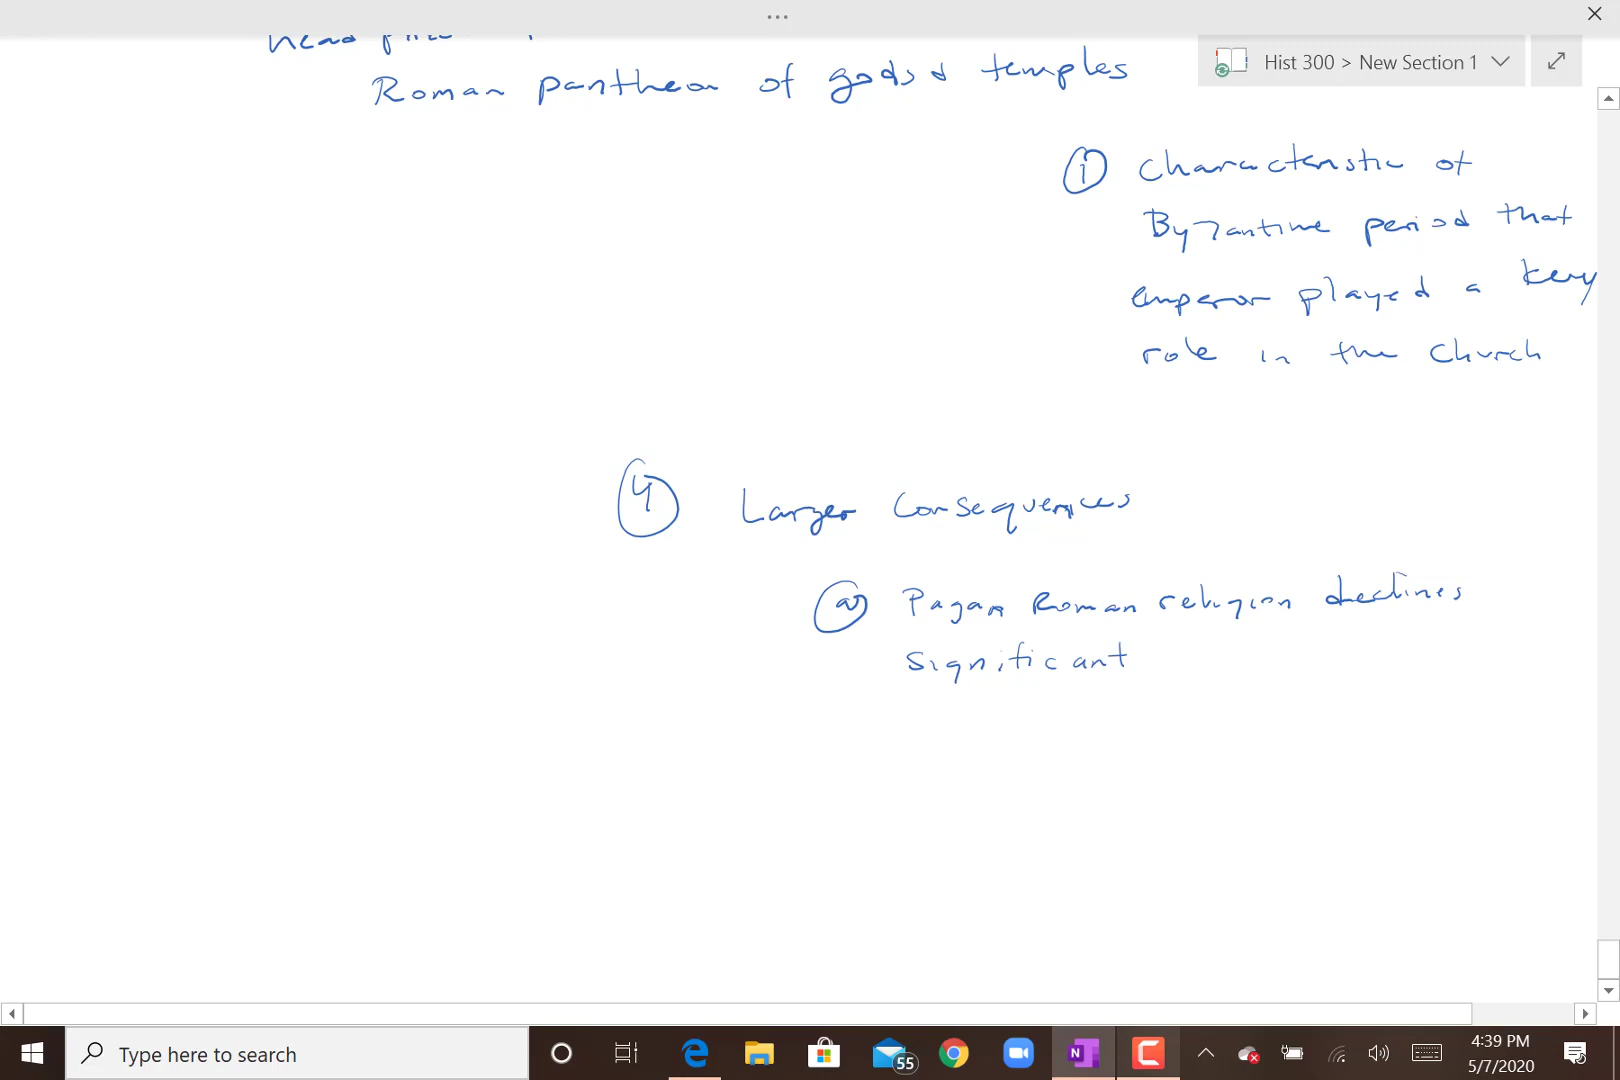 Hist 300 > New Section 1
Roman pantheon of gods & temples
i characteristic of
Byzantine period that
emperor played a key
role in the church
4 Larger Consequences
a Pagan Roman religion declines
significant
Type here to search
55
4:39 PM
5/7/2020